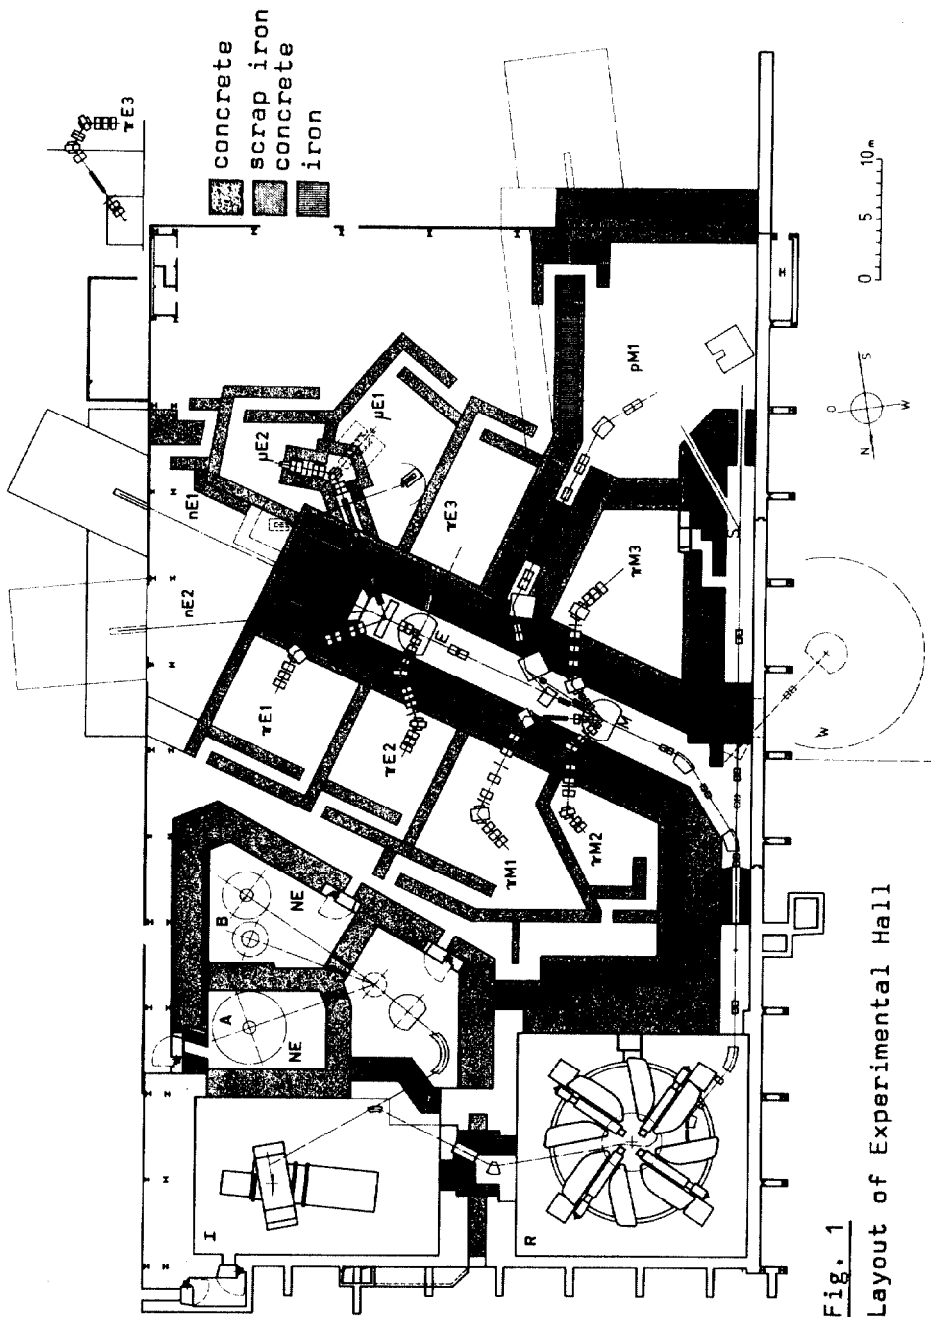 πE3
concrete
scrap iron
concrete
iron
nE1
nE2
μE2
μE1
πE3
πE1
πE2
E
pM1
πM3
M
πM1
πM2
B
NE
A
NE
I
R
W
0 5 10 m
N
O
S
W
Fig. 1
Layout of Experimental Hall